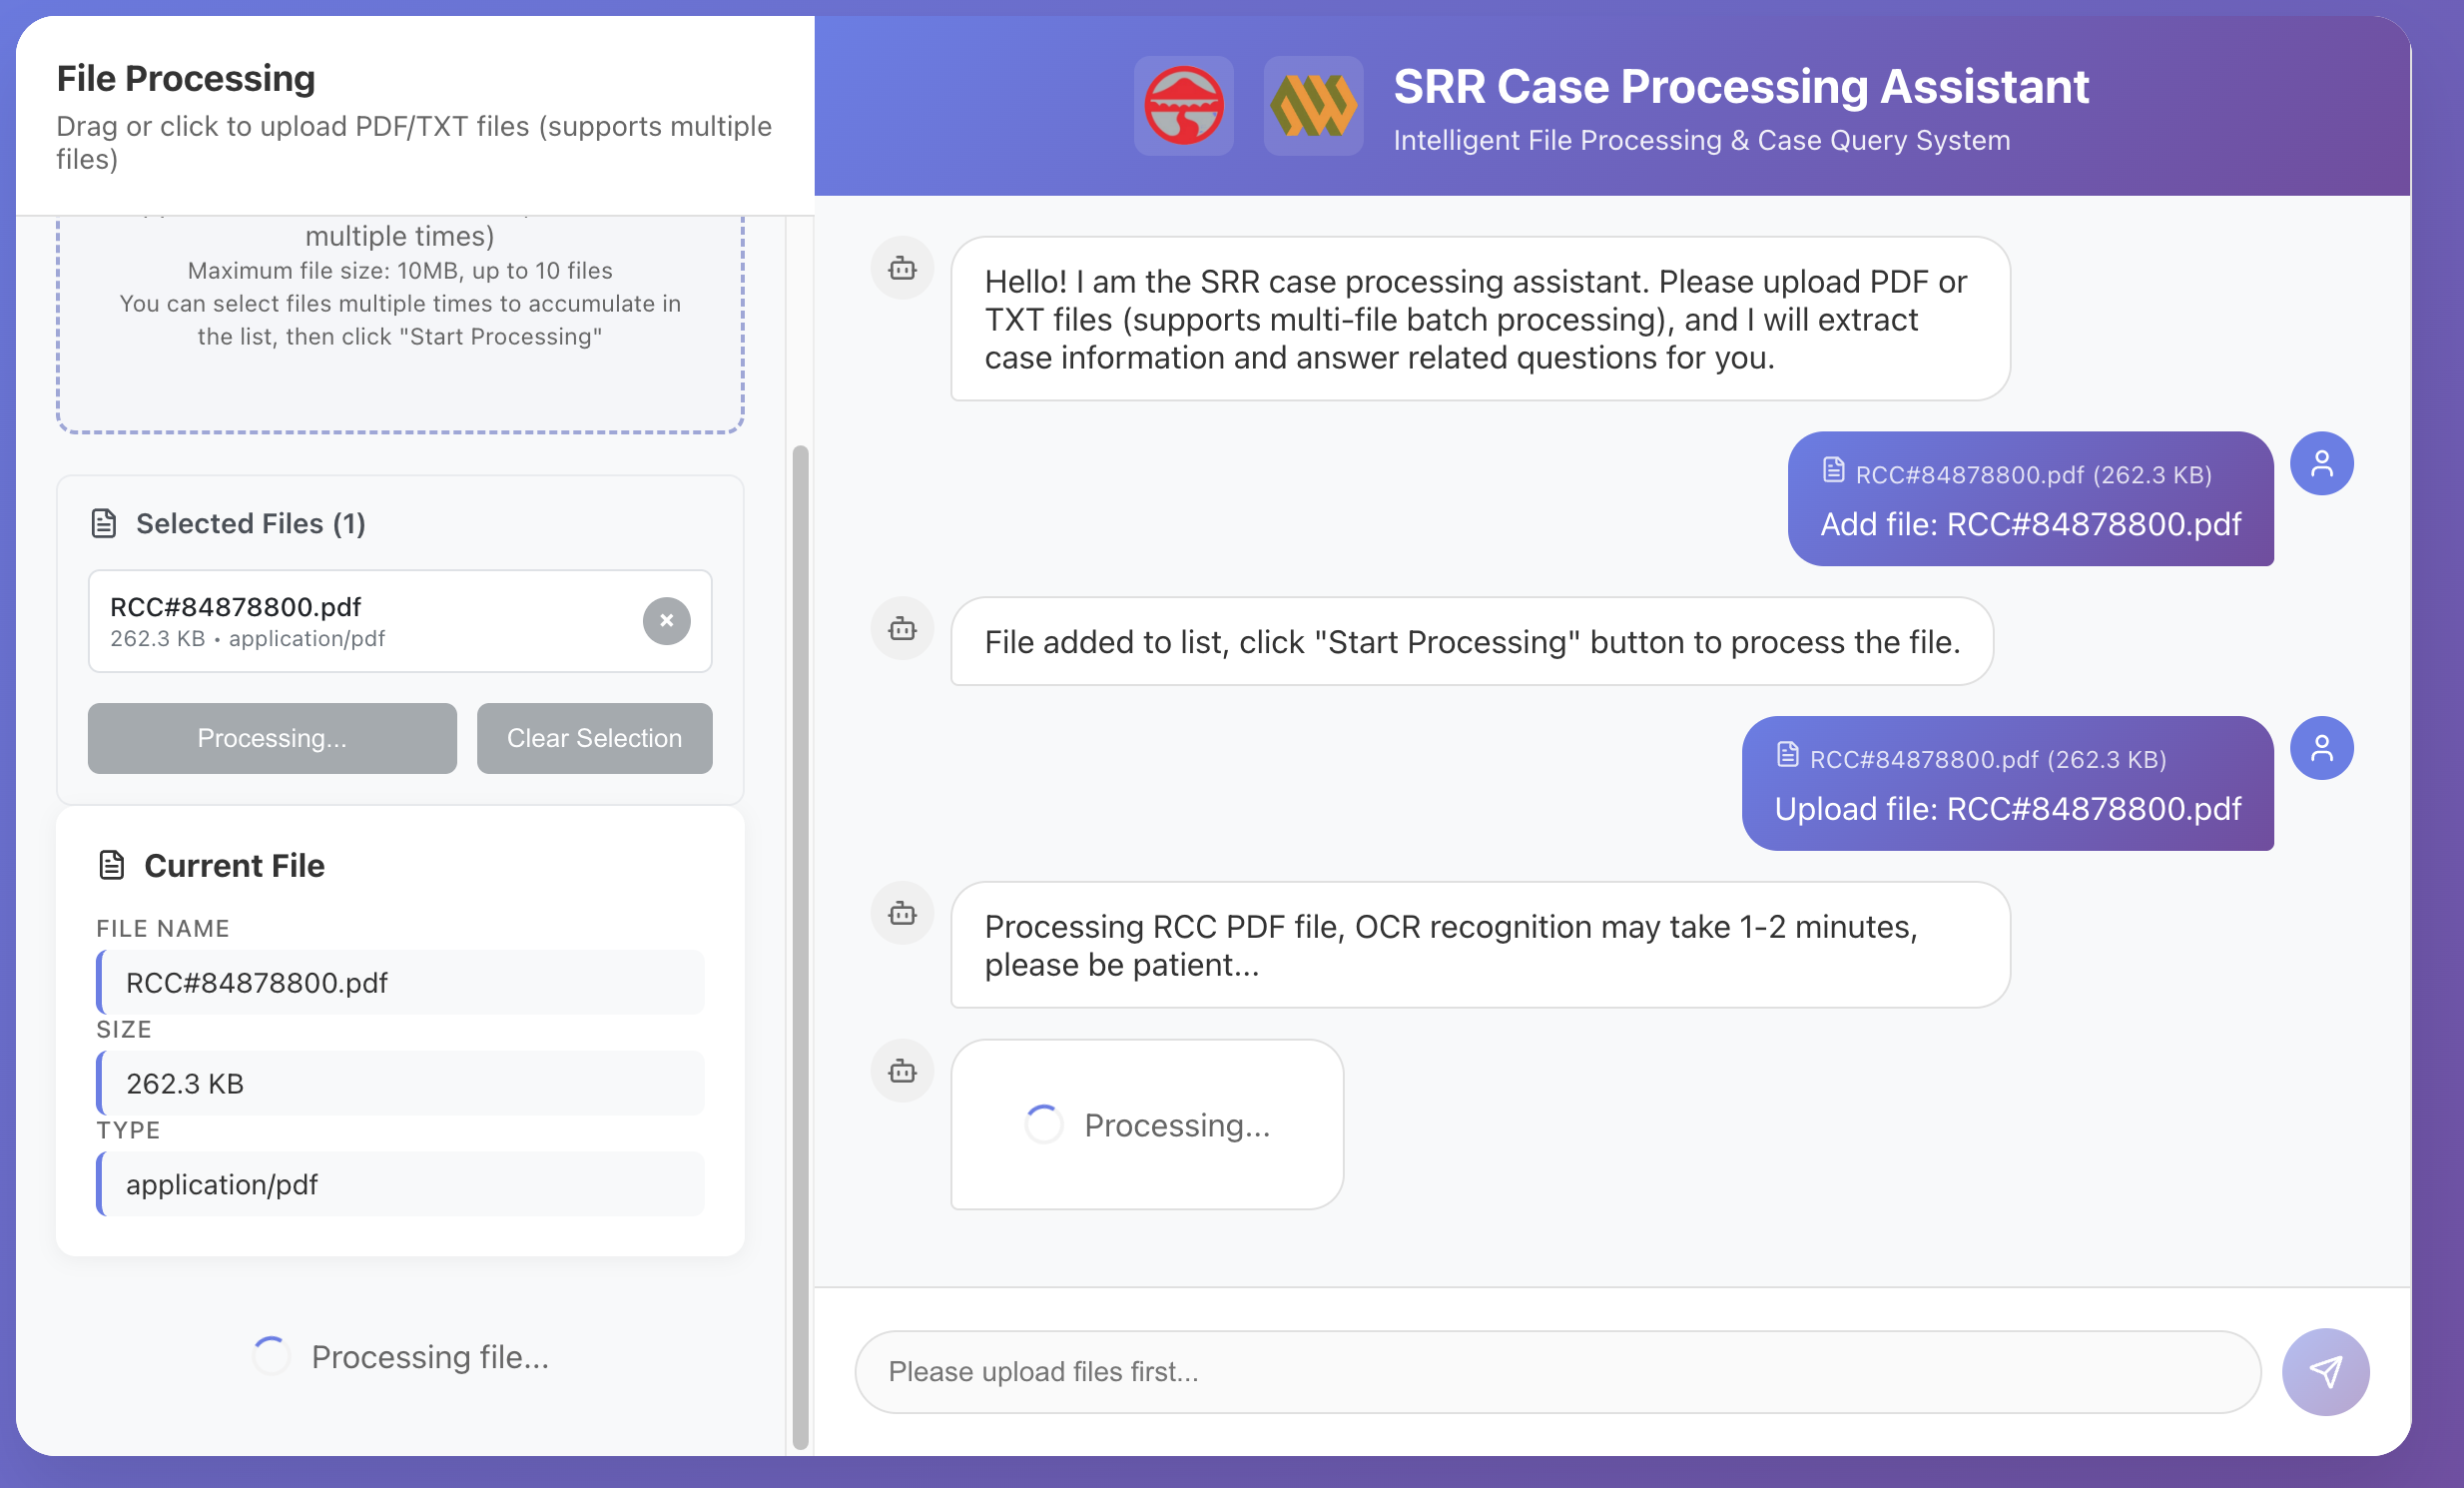 File Processing
Drag or click to upload PDF/TXT files (supports multiple
files)
multiple times)
Maximum file size: 10MB, up to 10 files
You can select files multiple times to accumulate in
the list, then click "Start Processing"
Selected Files (1)
RCC#84878800.pdf
262.3 KB • application/pdf
Processing...
Clear Selection
Current File
FILE NAME
RCC#84878800.pdf
SIZE
262.3 KB
TYPE
application/pdf
Processing file...
SRR Case Processing Assistant
Intelligent File Processing & Case Query System
Hello! I am the SRR case processing assistant. Please upload PDF or
TXT files (supports multi-file batch processing), and I will extract
case information and answer related questions for you.
RCC#84878800.pdf (262.3 KB)
Add file: RCC#84878800.pdf
File added to list, click "Start Processing" button to process the file.
RCC#84878800.pdf (262.3 KB)
Upload file: RCC#84878800.pdf
Processing RCC PDF file, OCR recognition may take 1-2 minutes,
please be patient...
Processing...
Please upload files first...